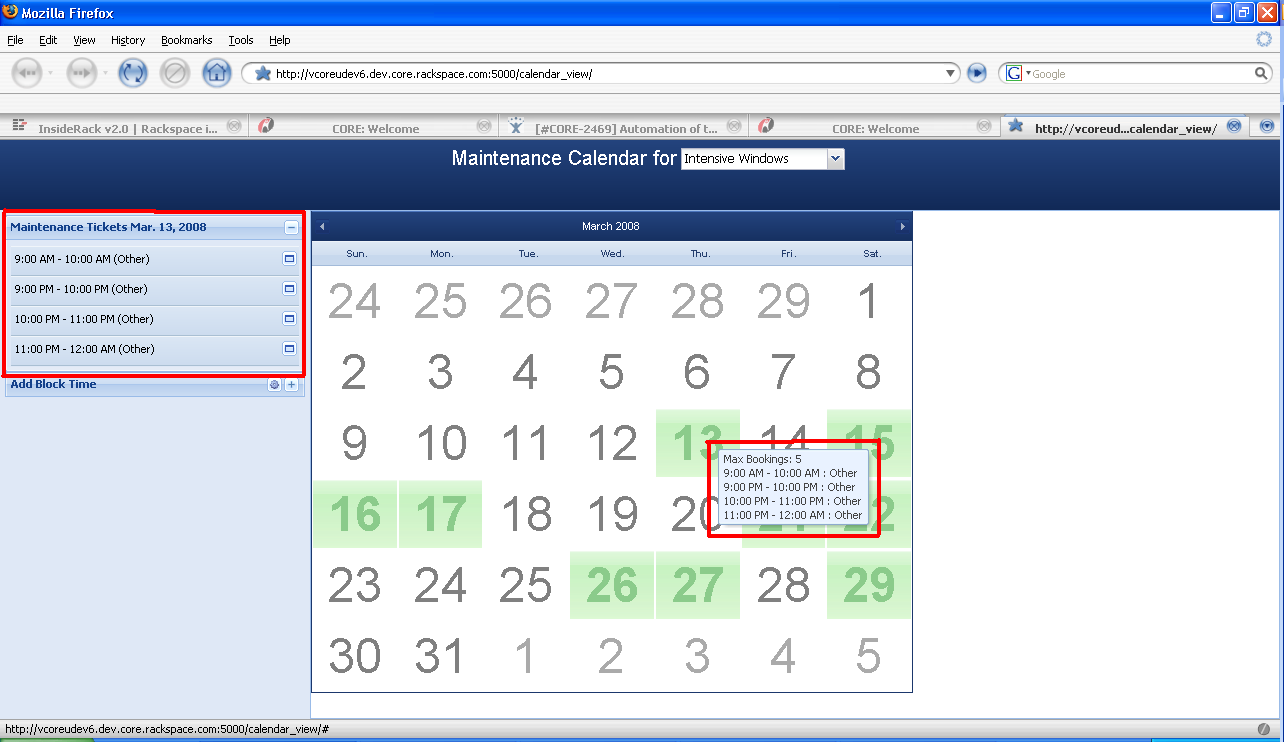 Mozilla Firefox
File Edit View History Bookmarks Tools Help
http://vcoreudev6.dev.core.rackspace.com:5000/calendar_view/
G Google
InsideRack v2.0 | Rackspace i...
CORE: Welcome
[#CORE-2469] Automation of t...
CORE: Welcome
http://vcoreud...calendar_view/
Maintenance Calendar for Intensive Windows
Maintenance Tickets Mar. 13, 2008
9:00 AM - 10:00 AM (Other)
9:00 PM - 10:00 PM (Other)
10:00 PM - 11:00 PM (Other)
11:00 PM - 12:00 AM (Other)
Add Block Time
March 2008
Sun. Mon. Tue. Wed. Thu. Fri. Sat.
24 25 26 27 28 29 1
2 3 4 5 6 7 8
9 10 11 12 13 14 15
Max Bookings: 5
9:00 AM - 10:00 AM : Other
9:00 PM - 10:00 PM : Other
10:00 PM - 11:00 PM : Other
11:00 PM - 12:00 AM : Other
16 17 18 19 20 21 22
23 24 25 26 27 28 29
30 31 1 2 3 4 5
http://vcoreudev6.dev.core.rackspace.com:5000/calendar_view/#